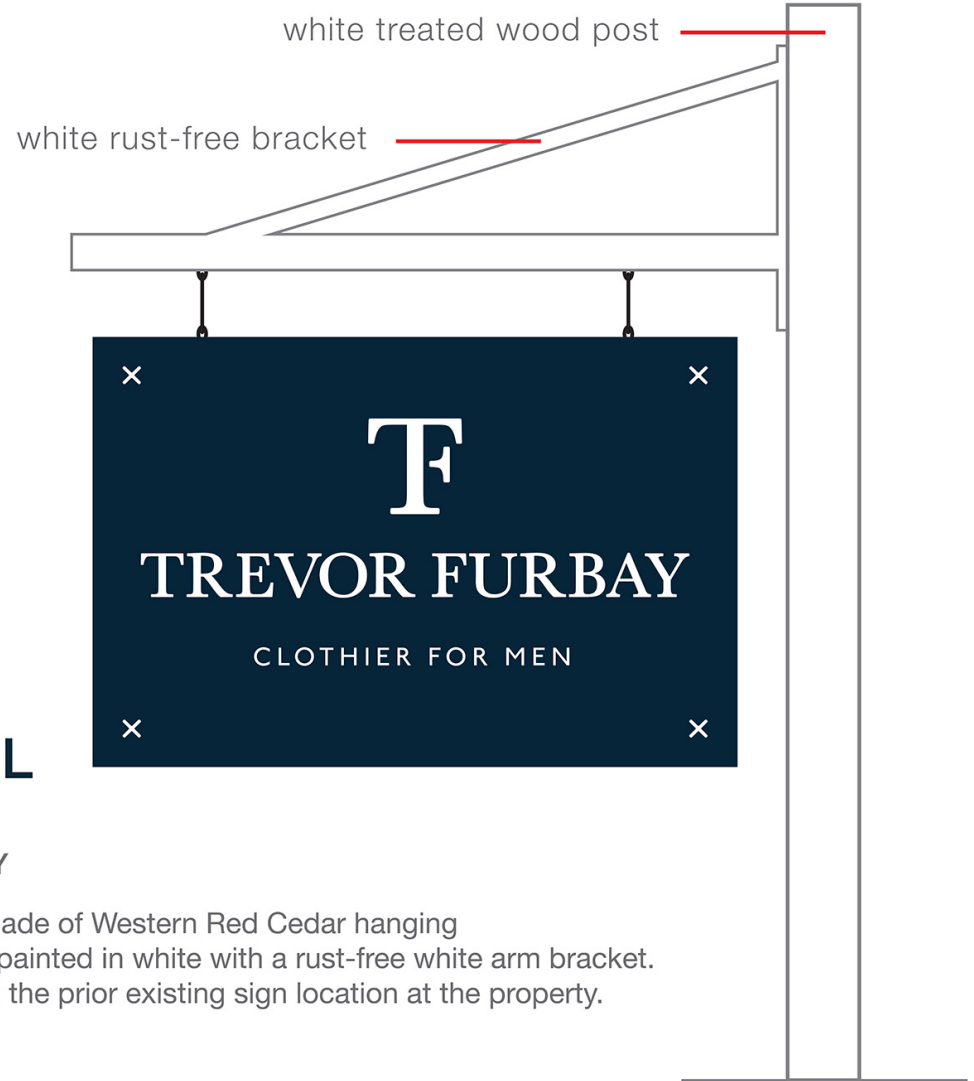 white treated wood post
white rust-free bracket
TF
TREVOR FURBAY
CLOTHIER FOR MEN
L
Y
ade of Western Red Cedar hanging
painted in white with a rust-free white arm bracket.
the prior existing sign location at the property.